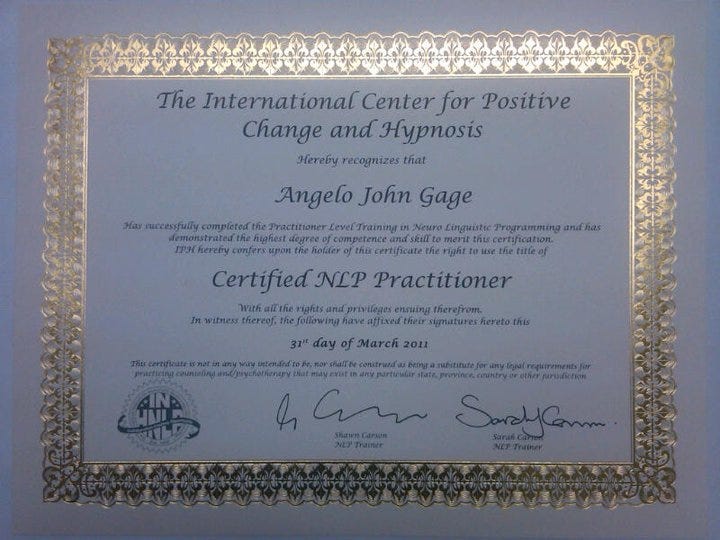 The International Center for Positive
Change and Hypnosis
Hereby recognizes that
Angelo John Gage
Has successfully completed the Practitioner Level Training in Neuro Linguistic Programming and has
demonstrated the highest degree of competence and skill to merit this certification.
IPH hereby confers upon the holder of this certificate the right to use the title of
Certified NLP Practitioner
With all the rights and privileges ensuing therefrom.
In witness thereof, the following have affixed their signatures hereto this
31st day of March 2011
This certificate is not in any way intended to be, nor shall be construed as being a substitute for any legal requirements for
practicing counseling and/psychotherapy that may exist in any particular state, province, country or other jurisdiction
IN
NLP
Shawn Carson
NLP Trainer
Sarah Carson
NLP Trainer